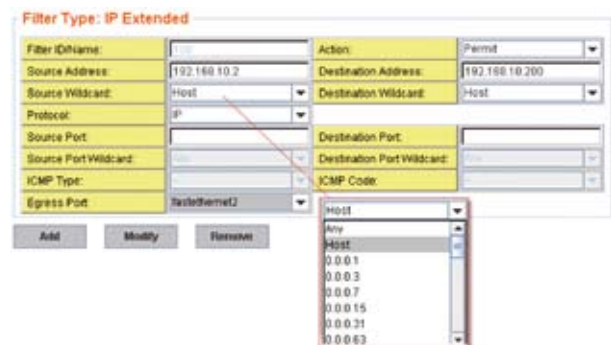 Filter Type: IP Extended
Filter ID/Name: Action: Permit
Source Address: 192.168.10.2 Destination Address: 192.168.10.200
Source Wildcard: Host Destination Wildcard: Host
Protocol: IP
Source Port: Destination Port:
Source Port Wildcard: Any Destination Port Wildcard: Any
ICMP Type: ICMP Code:
Egress Port: fastethernet2
Add Modify Remove
Host
Any
Host
0.0.0.1
0.0.0.3
0.0.0.7
0.0.0.15
0.0.0.31
0.0.0.63